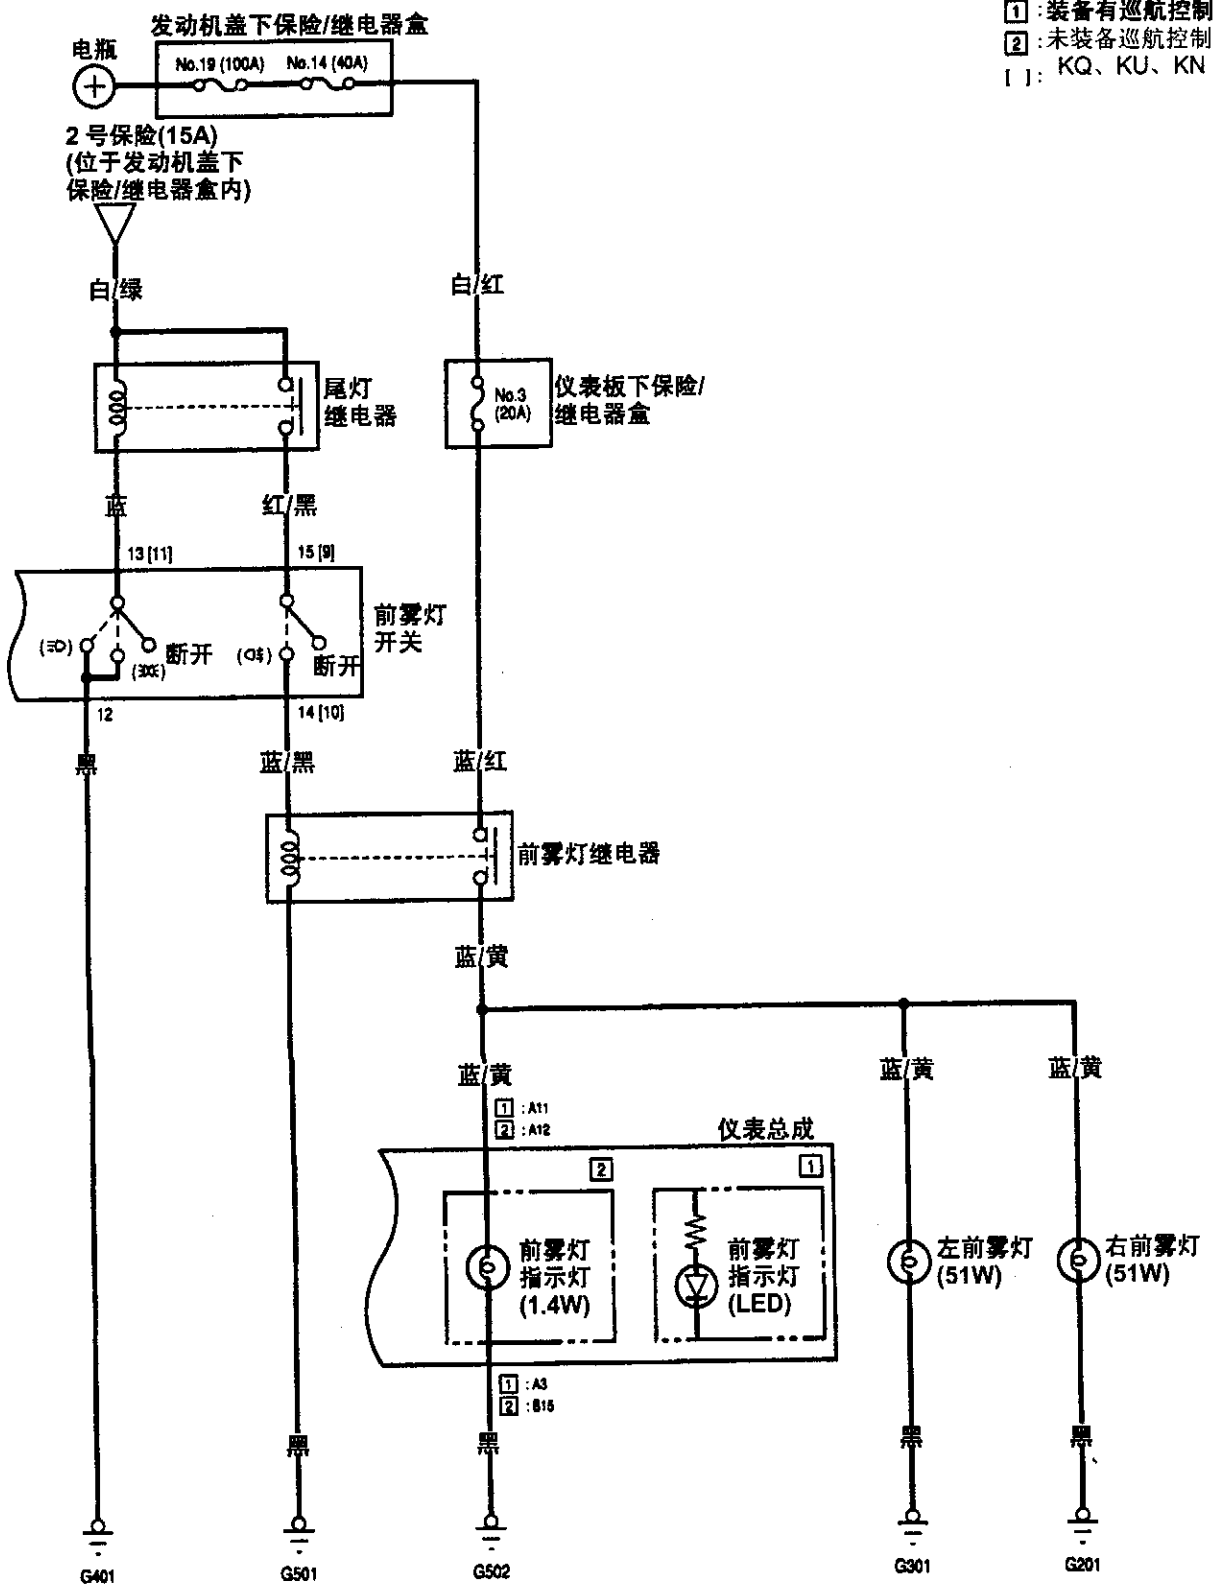 1 : 装备有巡航控制
2 : 未装备巡航控制
[ ] : KQ、KU、KN
发动机盖下保险/继电器盒
电瓶
No.19 (100A)
No.14 (40A)
2 号保险(15A)
(位于发动机盖下
保险/继电器盒内)
白/绿
白/红
尾灯
继电器
No.3
(20A)
仪表板下保险/
继电器盒
蓝
红/黑
13 [11]
15 [9]
前雾灯
开关
断开
断开
12
14 [10]
黑
蓝/黑
蓝/红
前雾灯继电器
蓝/黄
蓝/黄
蓝/黄
蓝/黄
1 : A11
2 : A12
仪表总成
2
1
前雾灯
指示灯
(1.4W)
前雾灯
指示灯
(LED)
左前雾灯
(51W)
右前雾灯
(51W)
1 : A3
2 : B15
黑
黑
黑
黑
G401
G501
G502
G301
G201